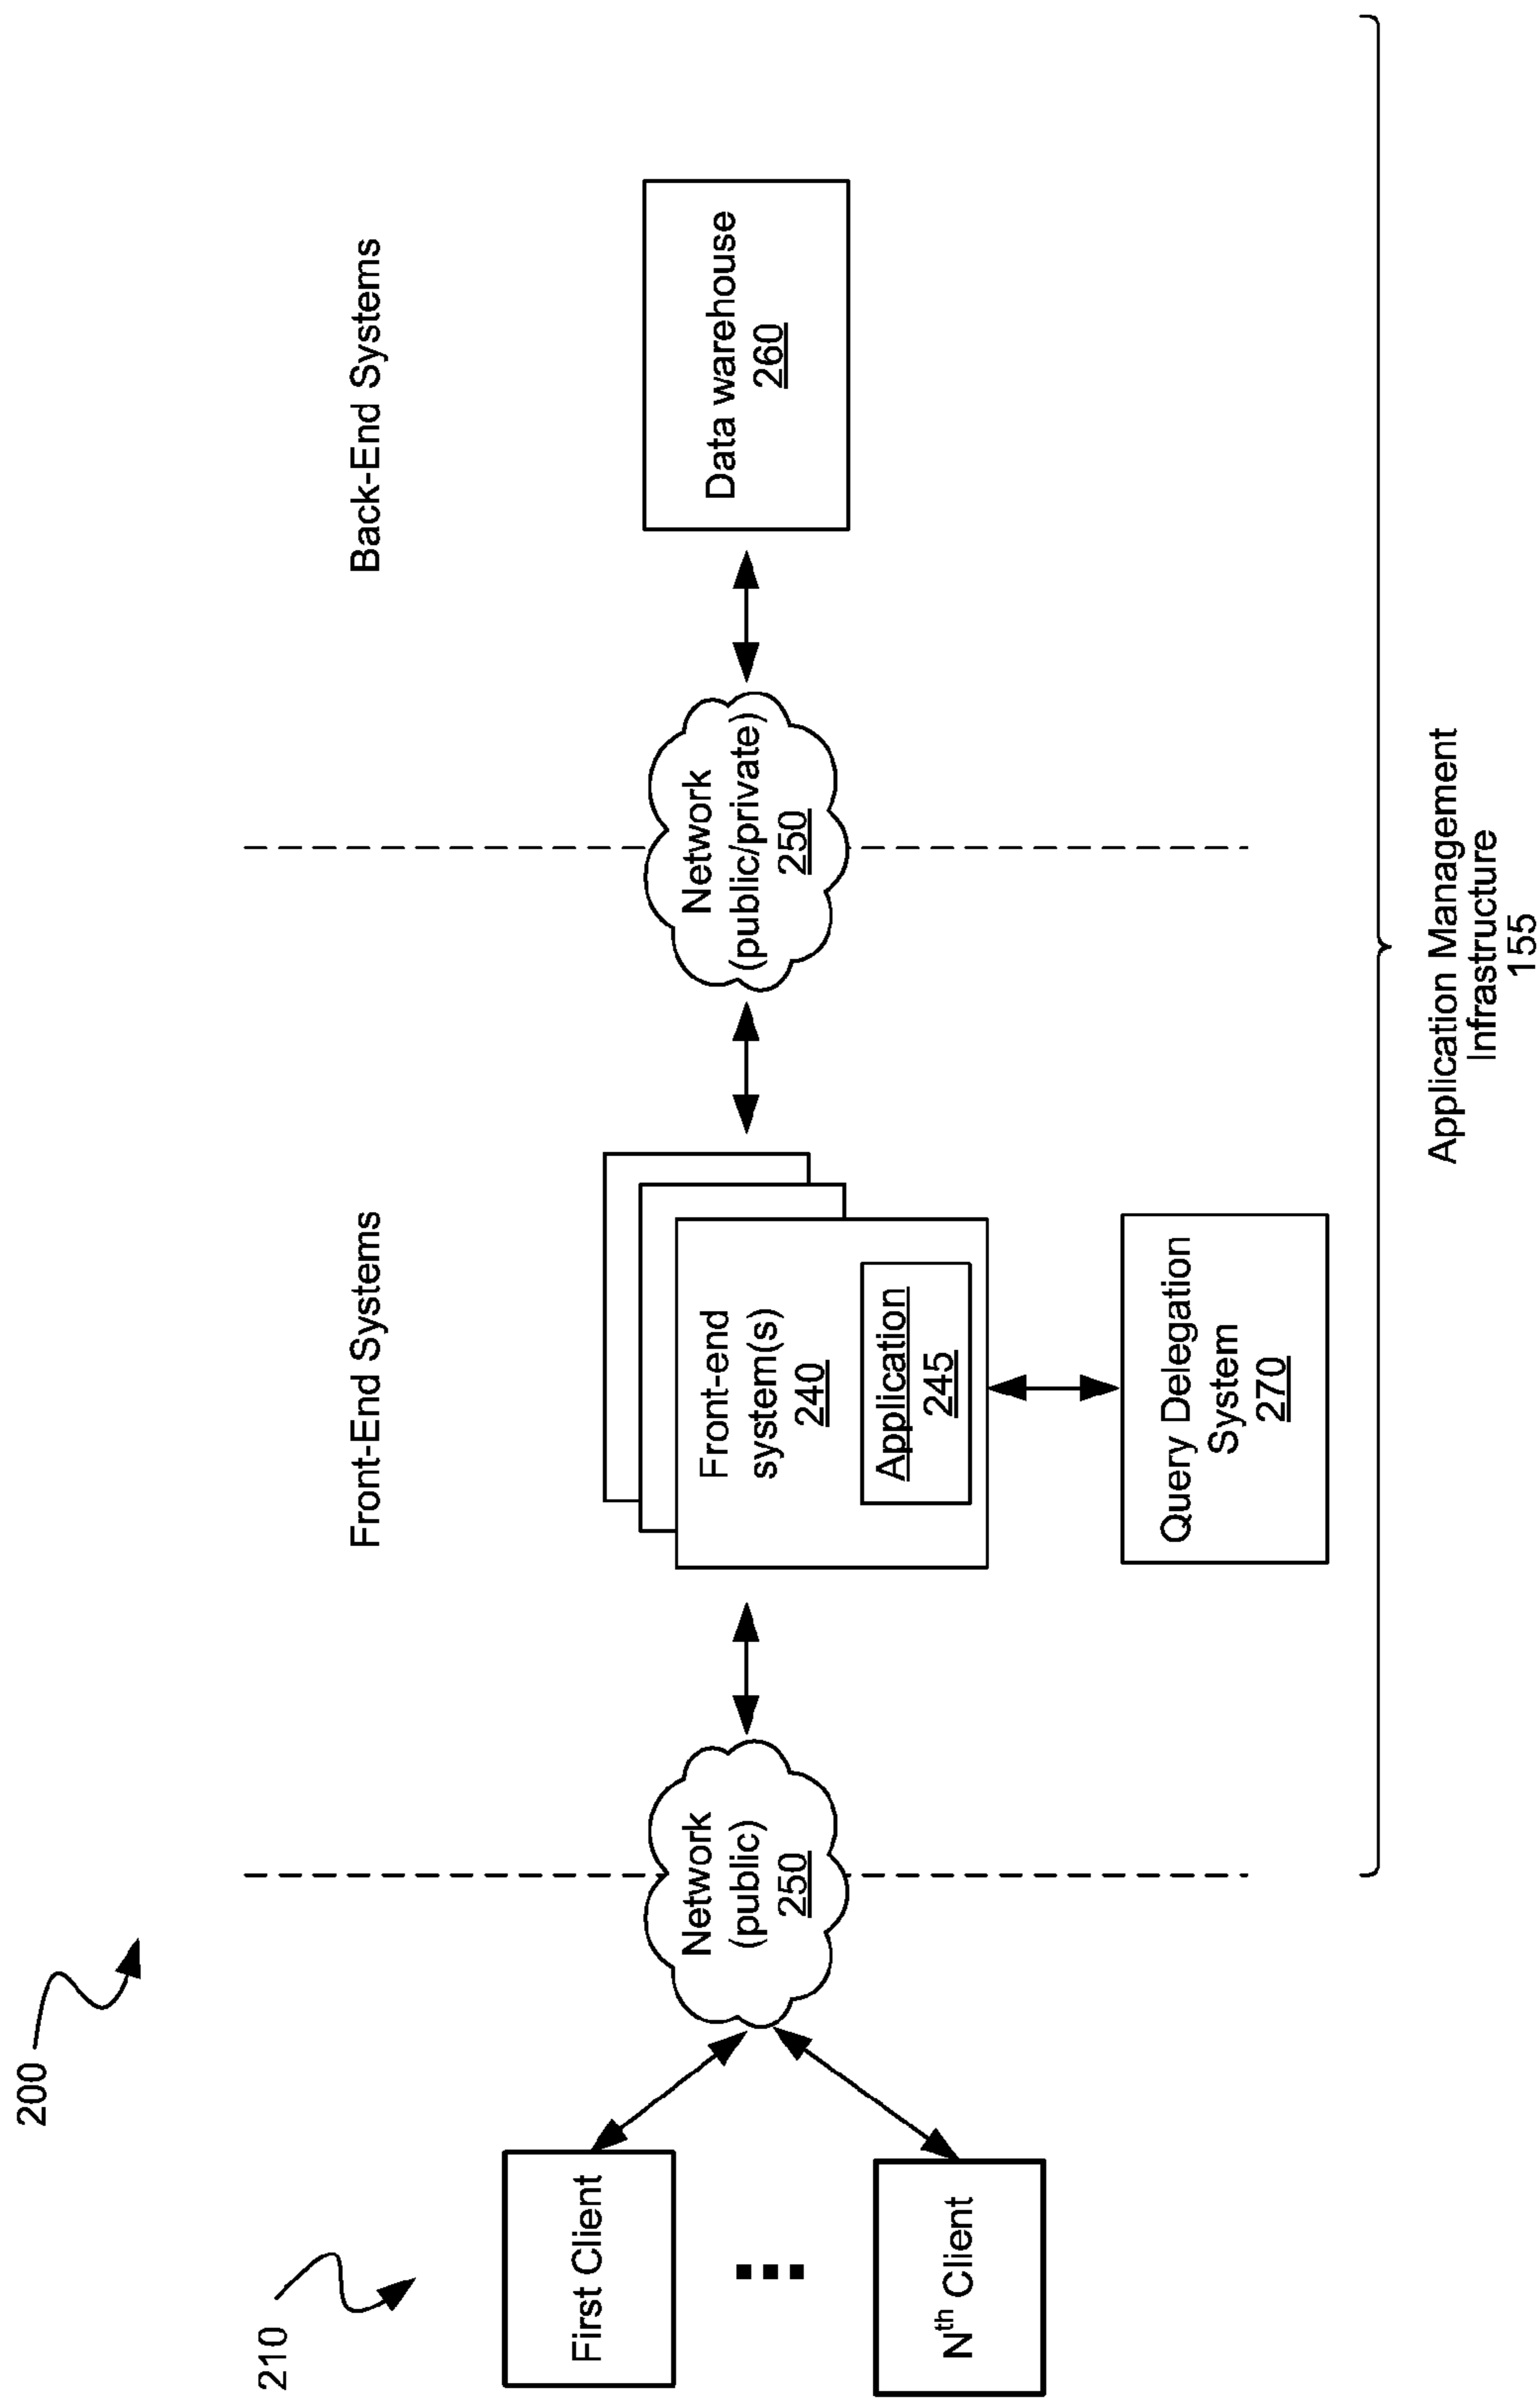 200
210
First Client
Nth Client
Network
(public)
250
Front-End Systems
Front-end
system(s)
240
Application
245
Query Delegation
System
270
Network
(public/private)
250
Back-End Systems
Data warehouse
260
Application Management
Infrastructure
155